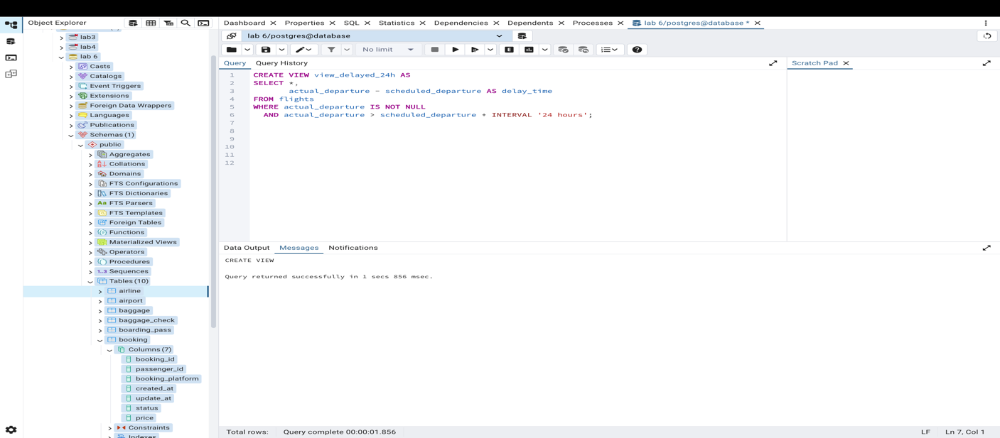 Object Explorer
Dashboard Properties SQL Statistics Dependencies Dependents Processes lab 6/postgres@database *
lab3
lab4
lab 6
Casts
Catalogs
Event Triggers
Extensions
Foreign Data Wrappers
Languages
Publications
Schemas (1)
public
Aggregates
Collations
Domains
FTS Configurations
FTS Dictionaries
Aa FTS Parsers
FTS Templates
Foreign Tables
Functions
Materialized Views
Operators
Procedures
1..3 Sequences
Tables (10)
airline
airport
baggage
baggage_check
boarding_pass
booking
Columns (7)
booking_id
passenger_id
booking_platform
created_at
update_at
status
price
Constraints
Indexes
lab 6/postgres@database
No limit E
Query Query History
Scratch Pad
1 CREATE VIEW view_delayed_24h AS
2 SELECT *,
3 actual_departure - scheduled_departure AS delay_time
4 FROM flights
5 WHERE actual_departure IS NOT NULL
6 AND actual_departure > scheduled_departure + INTERVAL '24 hours';
7
8
9
10
11
12
Data Output Messages Notifications
CREATE VIEW
Query returned successfully in 1 secs 856 msec.
Total rows: Query complete 00:00:01.856 LF Ln 7, Col 1